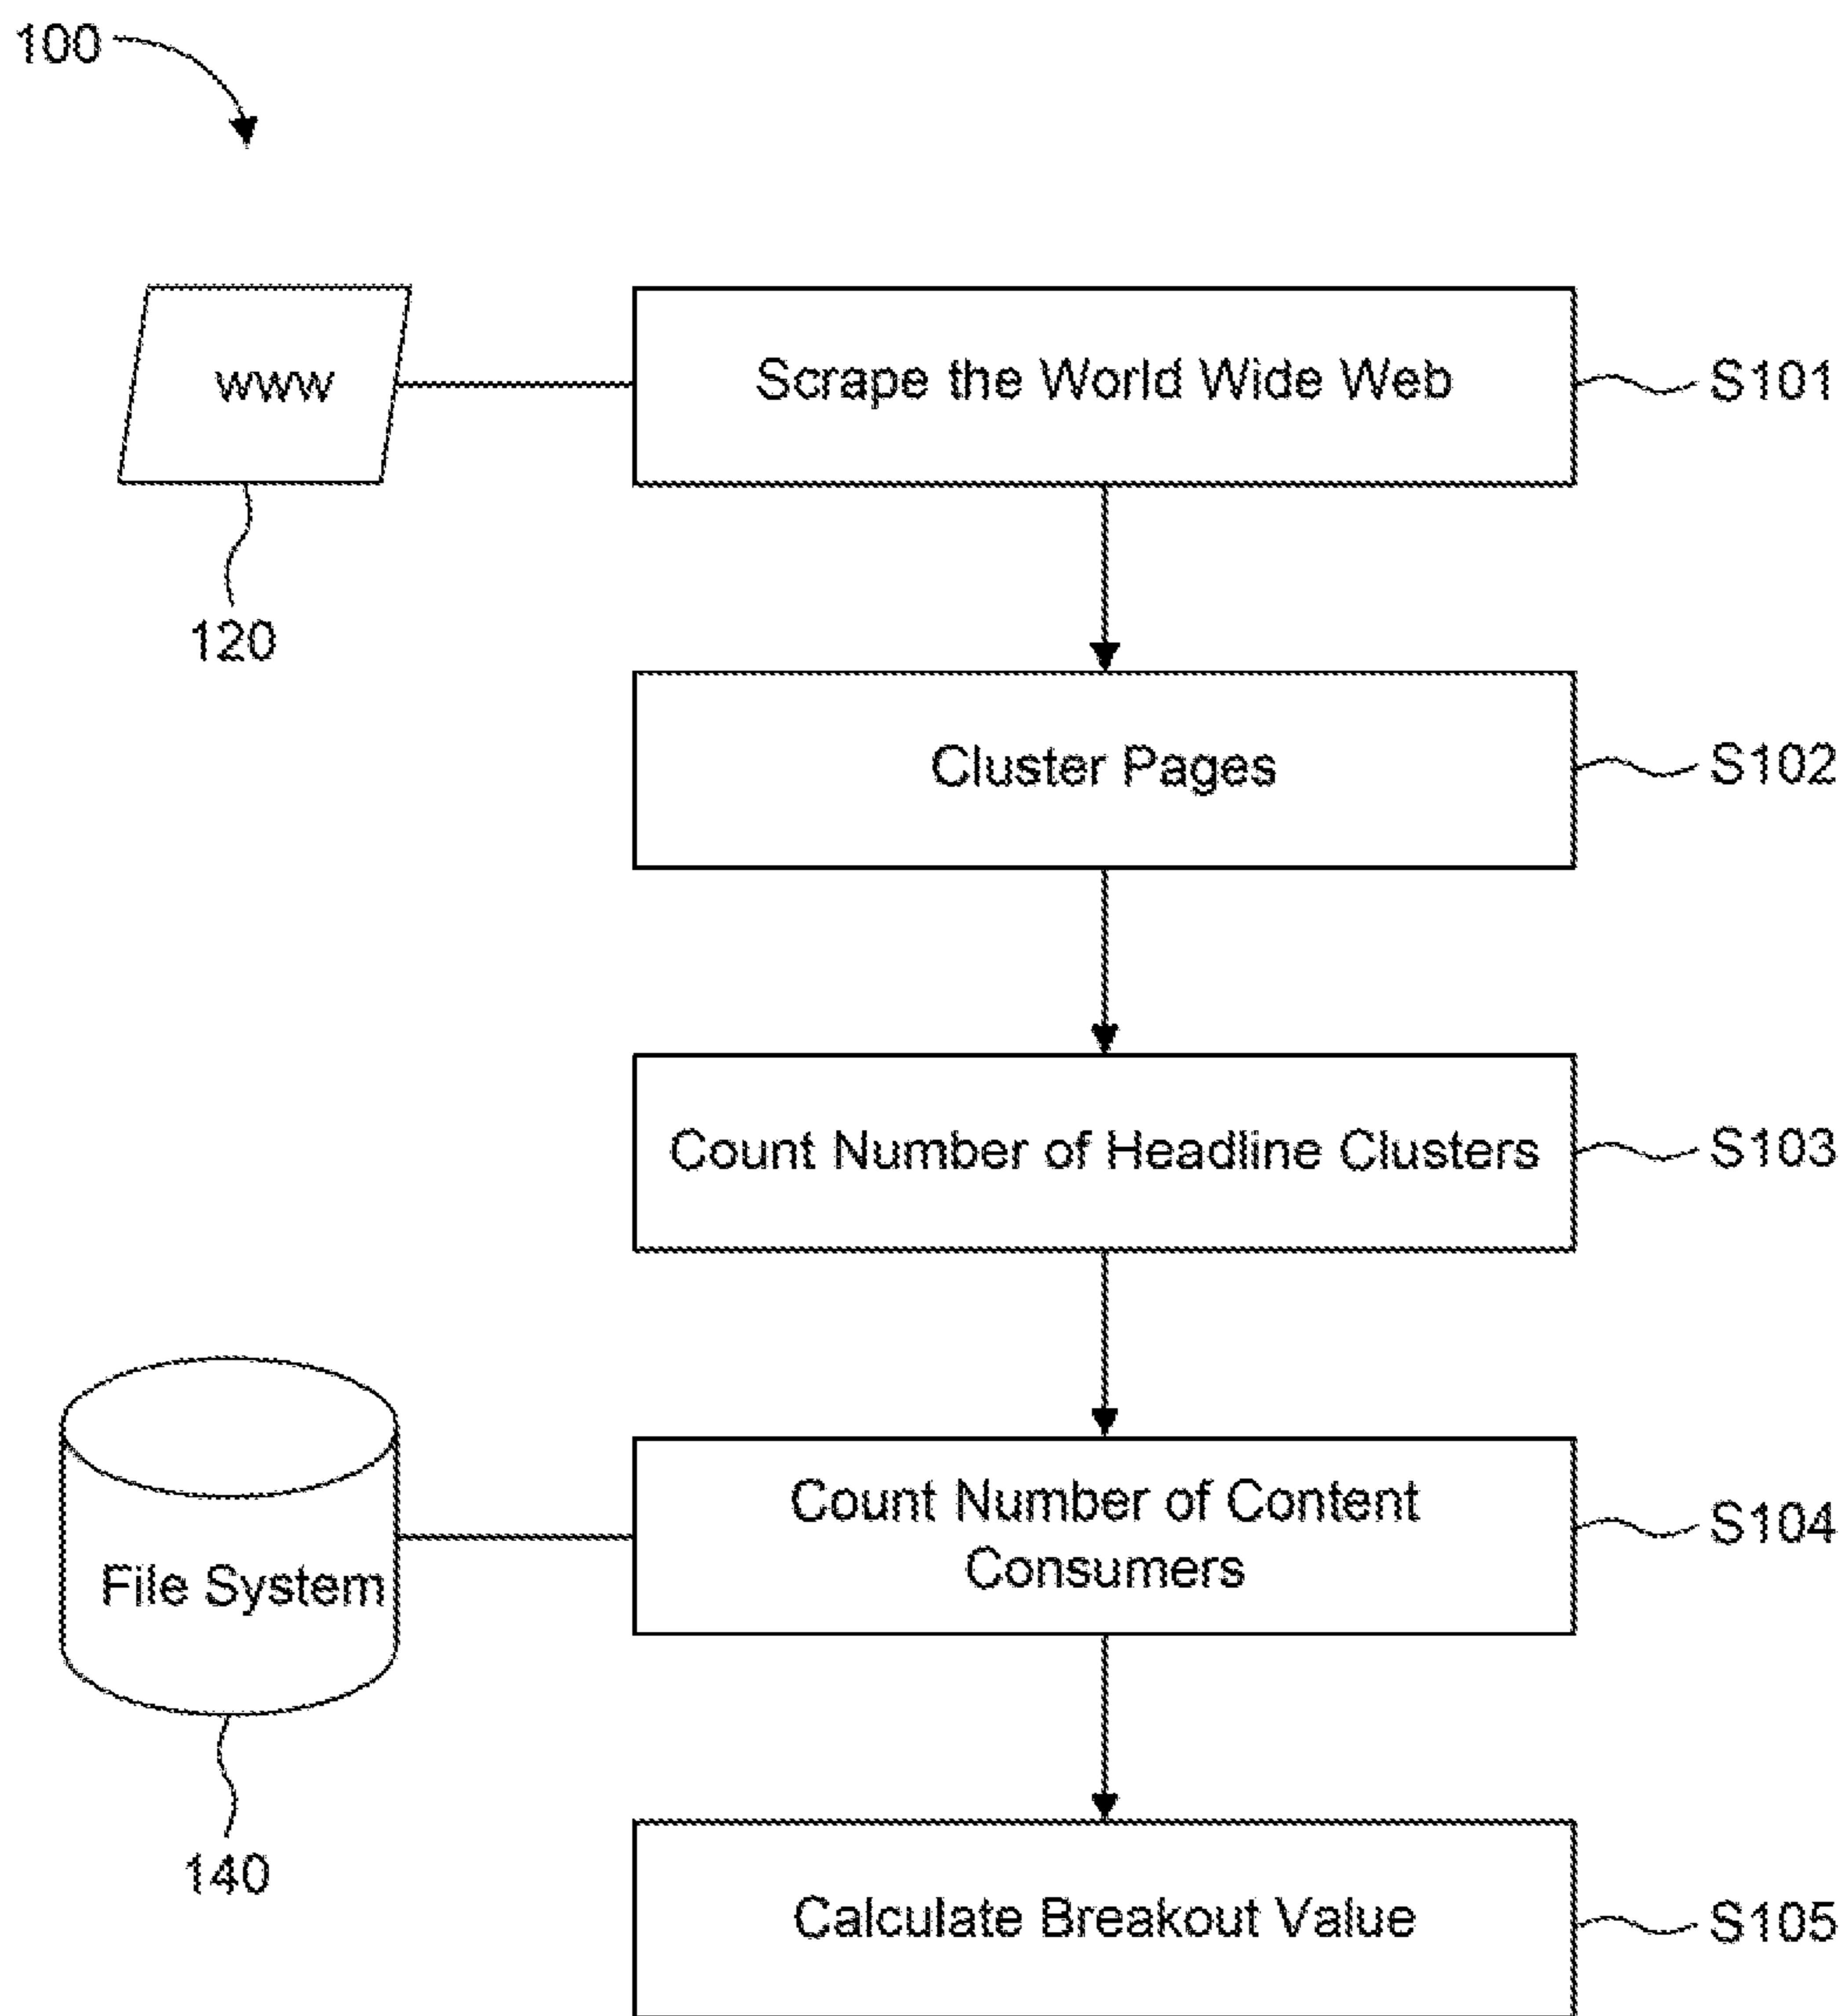 100
www
Scrape the World Wide Web
S101
120
Cluster Pages
S102
Count Number of Headline Clusters
S103
File System
Count Number of Content
Consumers
S104
140
Calculate Breakout Value
S105